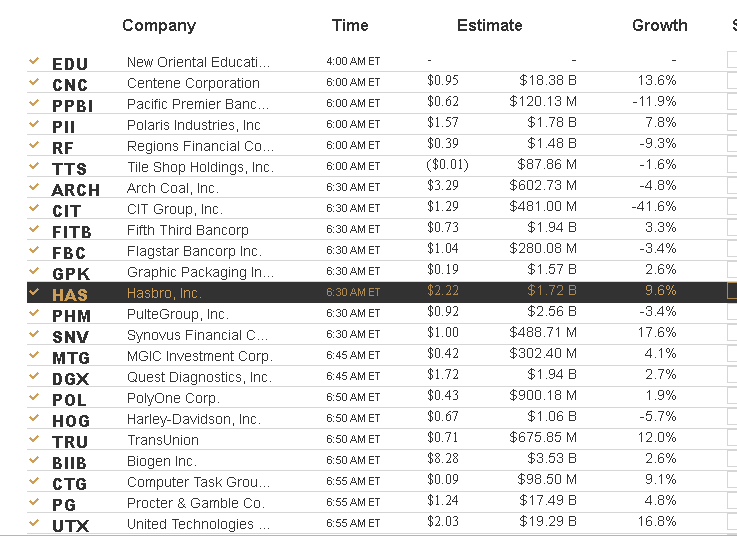 Company Time Estimate Growth S
EDU New Oriental Educati... 4:00 AM ET - - -
CNC Centene Corporation 6:00 AM ET $0.95 $18.38 B 13.6%
PPBI Pacific Premier Banc... 6:00 AM ET $0.62 $120.13 M -11.9%
PII Polaris Industries, Inc 6:00 AM ET $1.57 $1.78 B 7.8%
RF Regions Financial Co... 6:00 AM ET $0.39 $1.48 B -9.3%
TTS Tile Shop Holdings, Inc. 6:00 AM ET ($0.01) $87.86 M -1.6%
ARCH Arch Coal, Inc. 6:30 AM ET $3.29 $602.73 M -4.8%
CIT CIT Group, Inc. 6:30 AM ET $1.29 $481.00 M -41.6%
FITB Fifth Third Bancorp 6:30 AM ET $0.73 $1.94 B 3.3%
FBC Flagstar Bancorp Inc. 6:30 AM ET $1.04 $280.08 M -3.4%
GPK Graphic Packaging In... 6:30 AM ET $0.19 $1.57 B 2.6%
HAS Hasbro, Inc. 6:30 AM ET $2.22 $1.72 B 9.6%
PHM PulteGroup, Inc. 6:30 AM ET $0.92 $2.56 B -3.4%
SNV Synovus Financial C... 6:30 AM ET $1.00 $488.71 M 17.6%
MTG MGIC Investment Corp. 6:45 AM ET $0.42 $302.40 M 4.1%
DGX Quest Diagnostics, Inc. 6:45 AM ET $1.72 $1.94 B 2.7%
POL PolyOne Corp. 6:50 AM ET $0.43 $900.18 M 1.9%
HOG Harley-Davidson, Inc. 6:50 AM ET $0.67 $1.06 B -5.7%
TRU TransUnion 6:50 AM ET $0.71 $675.85 M 12.0%
BIIB Biogen Inc. 6:50 AM ET $8.28 $3.53 B 2.6%
CTG Computer Task Grou... 6:55 AM ET $0.09 $98.50 M 9.1%
PG Procter & Gamble Co. 6:55 AM ET $1.24 $17.49 B 4.8%
UTX United Technologies ... 6:55 AM ET $2.03 $19.29 B 16.8%